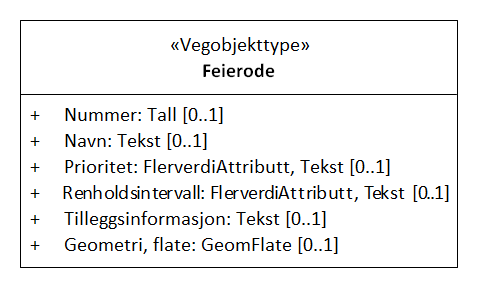 «Vegobjekttype»
Feierode
+ Nummer: Tall [0..1]
+ Navn: Tekst [0..1]
+ Prioritet: FlerverdiAttributt, Tekst [0..1]
+ Renholdsintervall: FlerverdiAttributt, Tekst [0..1]
+ Tilleggsinformasjon: Tekst [0..1]
+ Geometri, flate: GeomFlate [0..1]